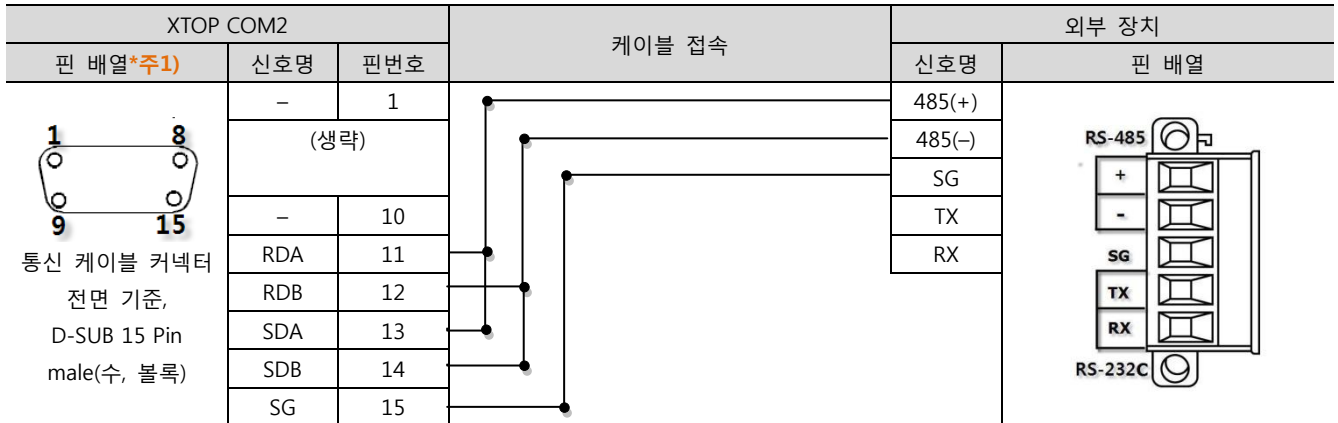 XTOP COM2 케이블 접속 외부 장치
핀 배열*주1) 신호명 핀번호 신호명 핀 배열
– 1 485(+)
(생략) 485(–)
SG
– 10 TX
RDA 11 RX
RDB 12
SDA 13
SDB 14
SG 15
1 8
9 15
통신 케이블 커넥터
전면 기준,
D-SUB 15 Pin
male(수, 볼록)
RS-485
+
-
SG
TX
RX
RS-232C